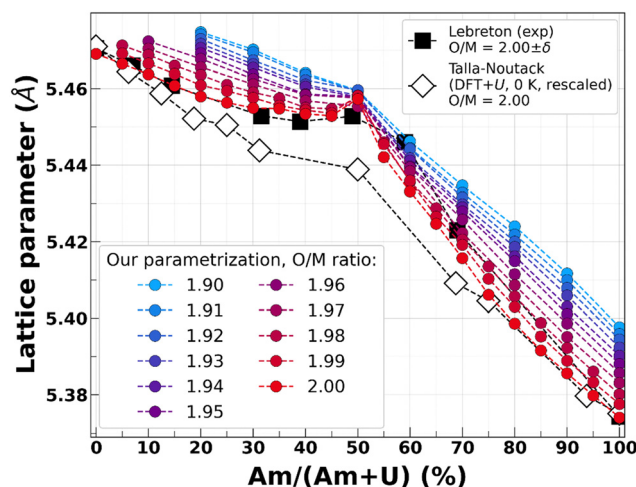 Lebreton (exp)
O/M = 2.00±δ
Talla-Noutack
(DFT+U, 0 K, rescaled)
O/M = 2.00
5.46
5.44
5.42
5.40
5.38
Lattice parameter (Å)
Our parametrization, O/M ratio:
1.90 1.96
1.91 1.97
1.92 1.98
1.93 1.99
1.94 2.00
1.95
0 10 20 30 40 50 60 70 80 90 100
Am/(Am+U) (%)